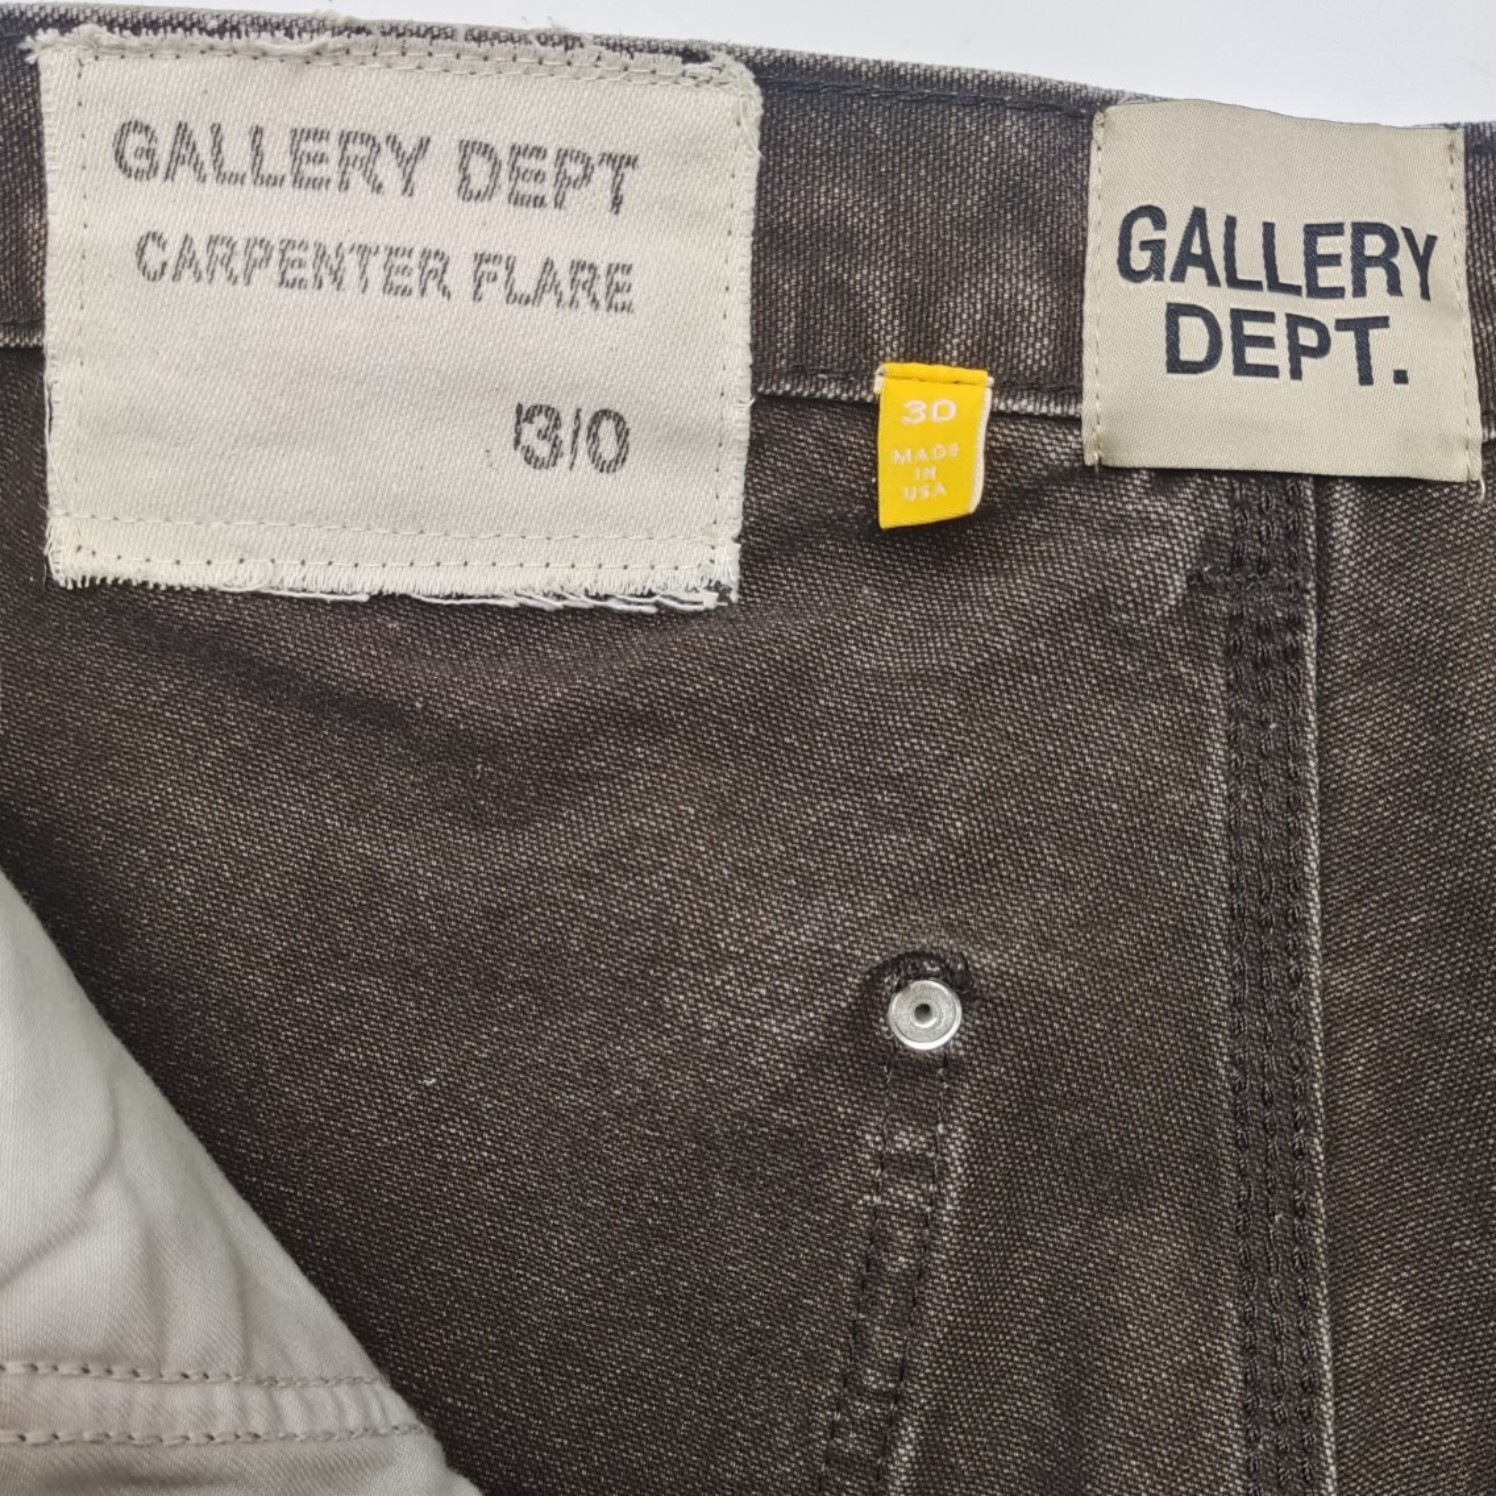 GALLERY DEPT
CARPENTER FLARE
3/0
30
MADE
IN
USA
GALLERY
DEPT.